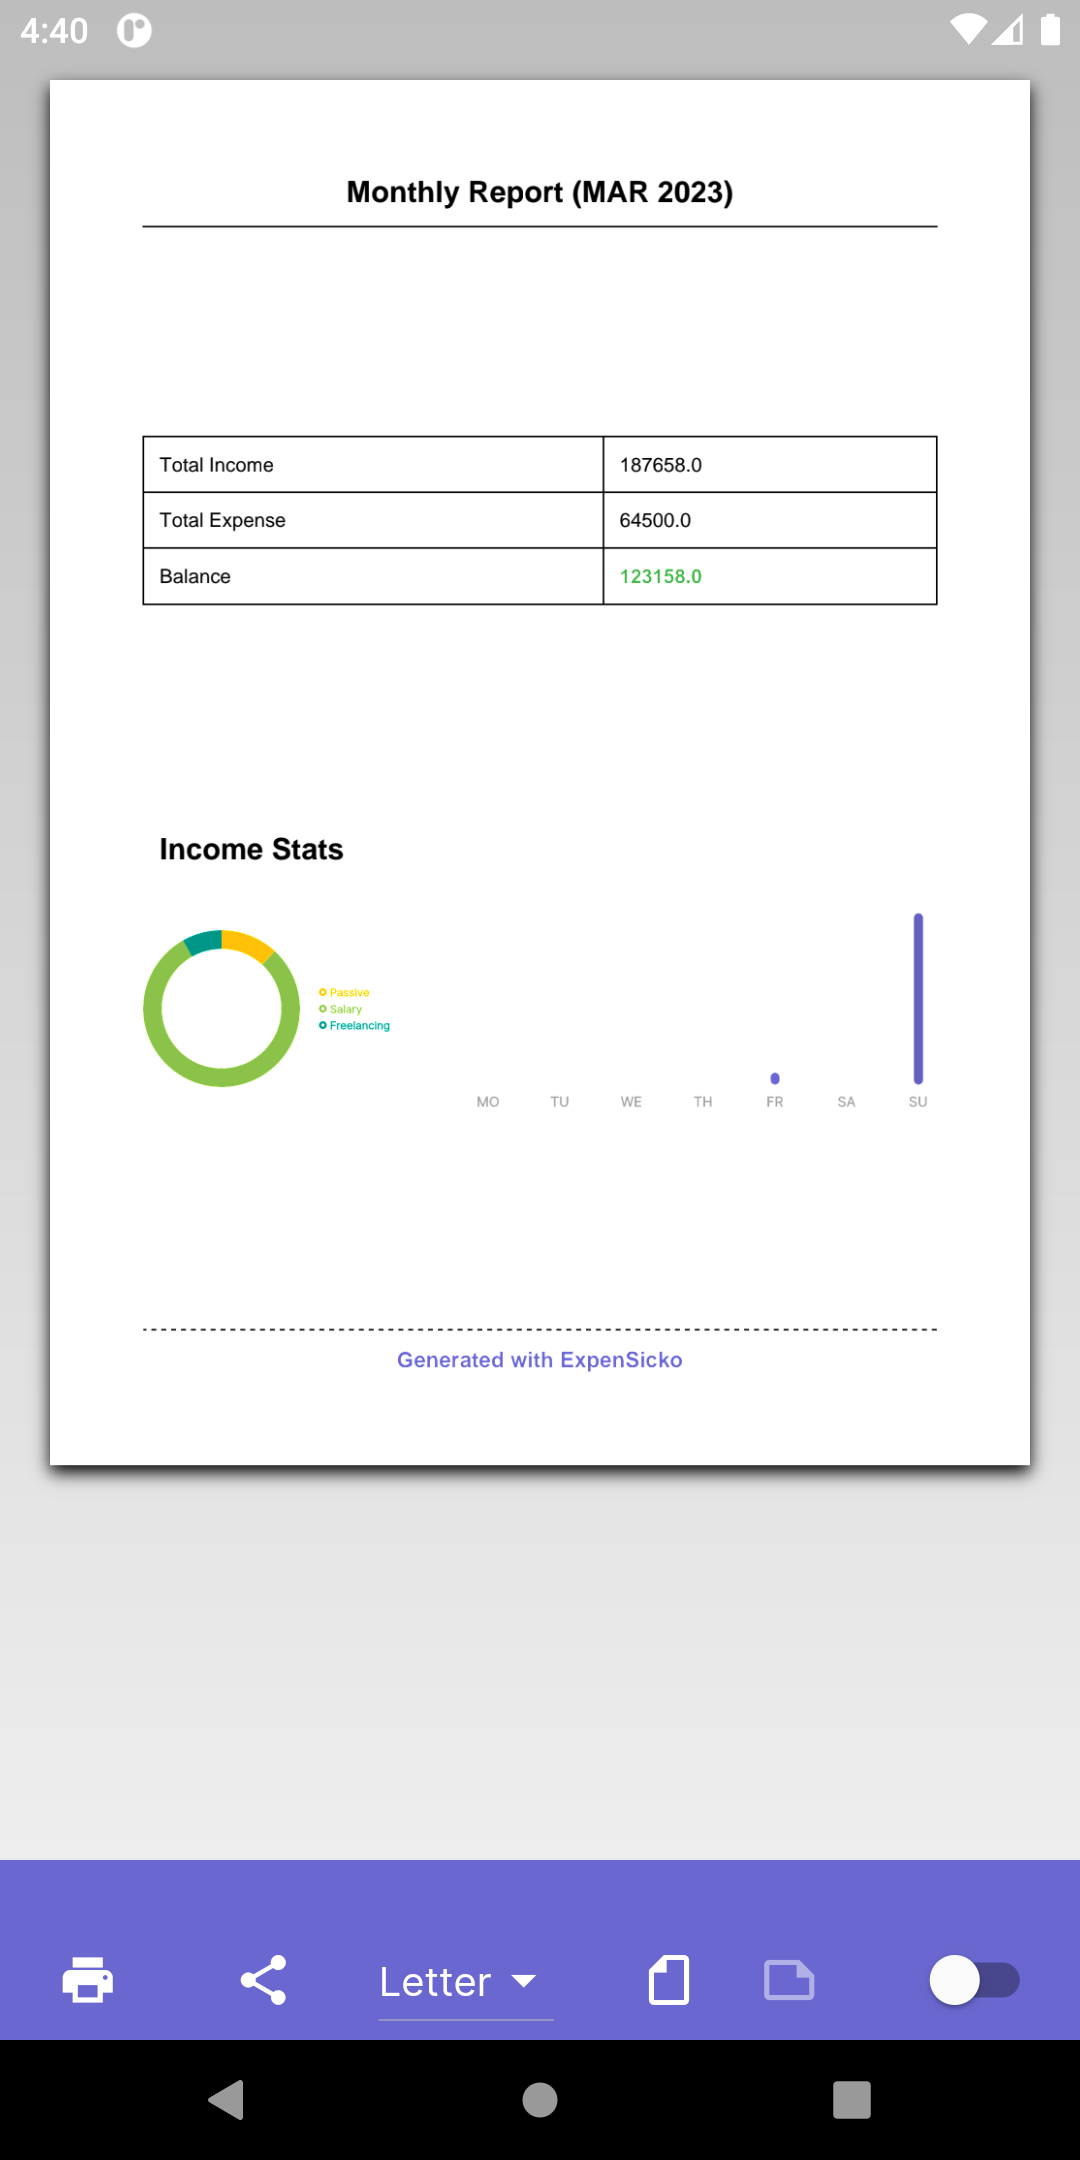 4:40
Monthly Report (MAR 2023)
Total Income 187658.0
Total Expense 64500.0
Balance 123158.0
Income Stats
Passive
Salary
Freelancing
MO TU WE TH FR SA SU
Generated with ExpenSicko
Letter